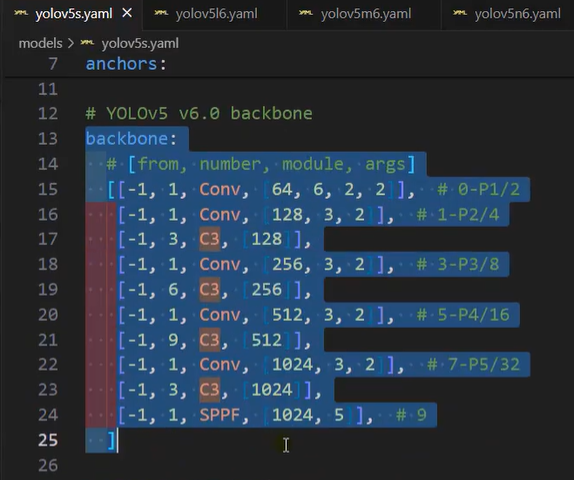 yolov5s.yaml × yolov5l6.yaml yolov5m6.yaml yolov5n6.yaml
models > yolov5s.yaml
7 anchors:
11
12 # YOLOv5 v6.0 backbone
13 backbone:
14 # [from, number, module, args]
15 [[-1, 1, Conv, [64, 6, 2, 2]], # 0-P1/2
16 [-1, 1, Conv, [128, 3, 2]], # 1-P2/4
17 [-1, 3, C3, [128]],
18 [-1, 1, Conv, [256, 3, 2]], # 3-P3/8
19 [-1, 6, C3, [256]],
20 [-1, 1, Conv, [512, 3, 2]], # 5-P4/16
21 [-1, 9, C3, [512]],
22 [-1, 1, Conv, [1024, 3, 2]], # 7-P5/32
23 [-1, 3, C3, [1024]],
24 [-1, 1, SPPF, [1024, 5]], # 9
25 ]
26